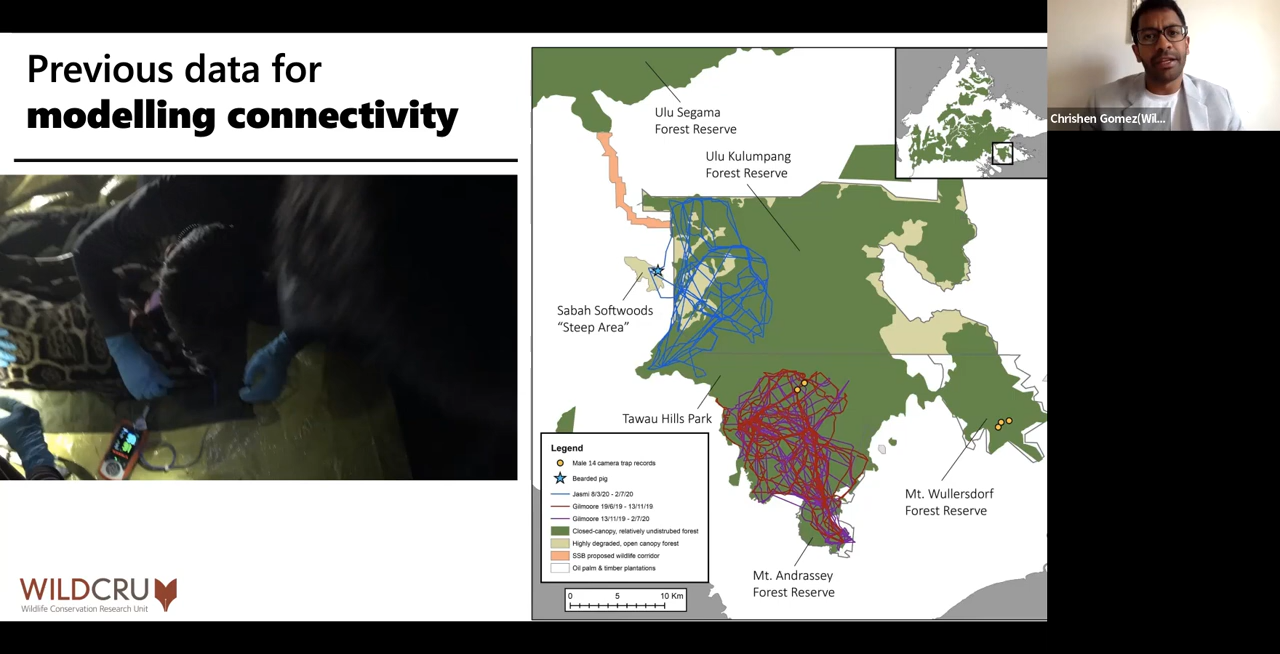 Previous data for
modelling connectivity
Ulu Segama
Forest Reserve
Ulu Kulumpang
Forest Reserve
Sabah Softwoods
“Steep Area”
Tawau Hills Park
Mt. Wullersdorf
Forest Reserve
Mt. Andrassey
Forest Reserve
Legend
Male 14 camera trap records
Bearded pig
Jasmi 8/3/20 - 2/7/20
Gilmoore 19/6/19 - 13/11/19
Gilmoore 13/11/19 - 2/7/20
Closed-canopy, relatively undistrubed forest
Highly degraded, open canopy forest
SSB proposed wildlife corridor
Oil palm & timber plantations
0 5 10 Km
WILDCRU
Wildlife Conservation Research Unit
Chrishen Gomez(Wil...